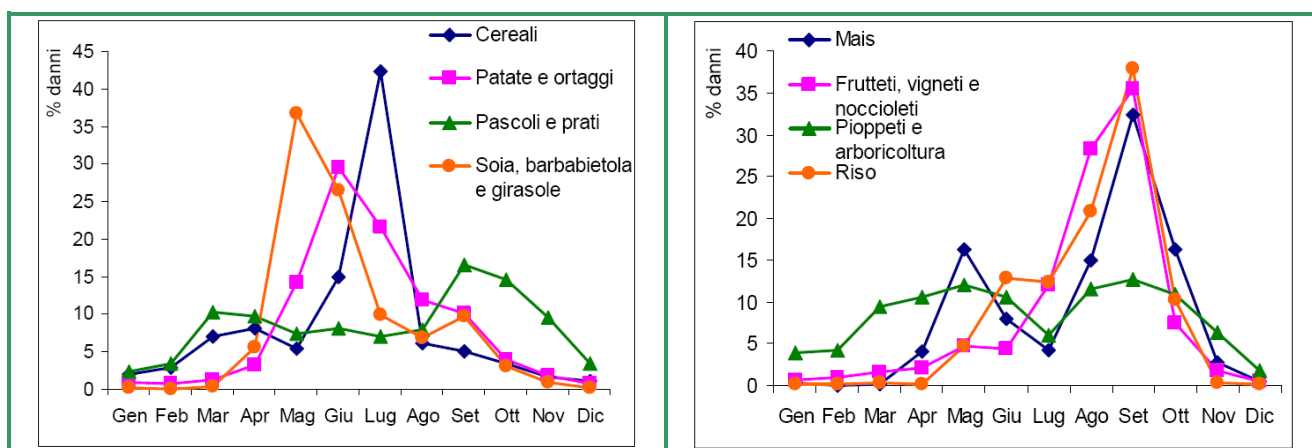 % danni
45
40
35
30
25
20
15
10
5
0
Cereali
Patate e ortaggi
Pascoli e prati
Soia, barbabietola
e girasole
Gen Feb Mar Apr Mag Giu Lug Ago Set Ott Nov Dic
% danni
40
35
30
25
20
15
10
5
0
Mais
Frutteti, vigneti e
noccioleti
Pioppeti e
arboricoltura
Riso
Gen Feb Mar Apr Mag Giu Lug Ago Set Ott Nov Dic